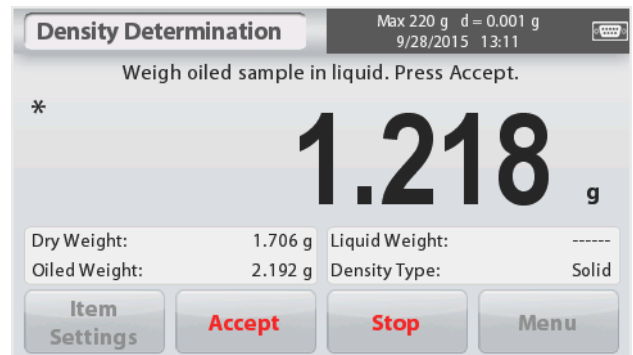 Density Determination
Max 220 g d = 0.001 g
9/28/2015 13:11
Weigh oiled sample in liquid. Press Accept.
*
1.218 g
Dry Weight: 1.706 g Liquid Weight: ------
Oiled Weight: 2.192 g Density Type: Solid
Item Settings Accept Stop Menu